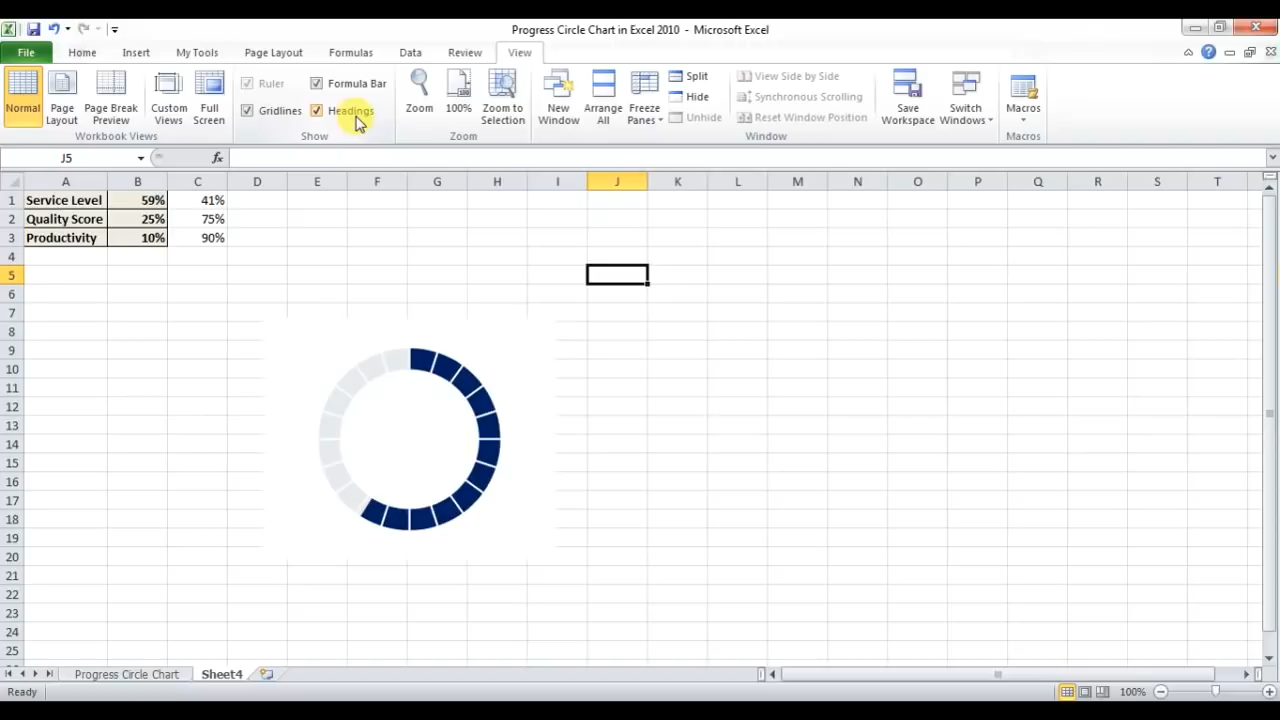 Progress Circle Chart in Excel 2010 - Microsoft Excel
File Home Insert My Tools Page Layout Formulas Data Review View
Normal Page Layout Page Break Preview Custom Views Full Screen
Workbook Views
Ruler Formula Bar
Gridlines Headings
Show
Zoom 100% Zoom to Selection
Zoom
New Window Arrange All Freeze Panes
Split
Hide
Unhide
View Side by Side
Synchronous Scrolling
Reset Window Position
Window
Save Workspace Switch Windows
Macros
Macros
J5 fx
A B C D E F G H I J K L M N O P Q R S T
1 Service Level 59% 41%
2 Quality Score 25% 75%
3 Productivity 10% 90%
4
5
6
7
8
9
10
11
12
13
14
15
16
17
18
19
20
21
22
23
24
25
Progress Circle Chart Sheet4
Ready 100%